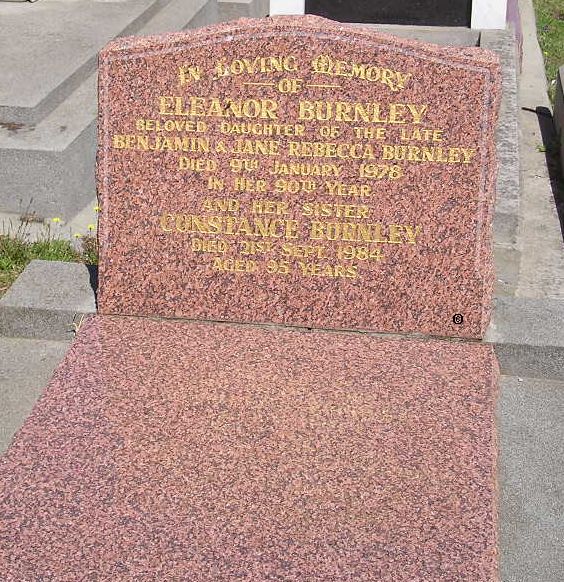 IN LOVING MEMORY
OF
ELEANOR BURNLEY
BELOVED DAUGHTER OF THE LATE
BENJAMIN & JANE REBECCA BURNLEY
DIED 9TH JANUARY 1978
IN HER 90TH YEAR
AND HER SISTER
CONSTANCE BURNLEY
DIED 21ST SEPT 1984
AGED 95 YEARS